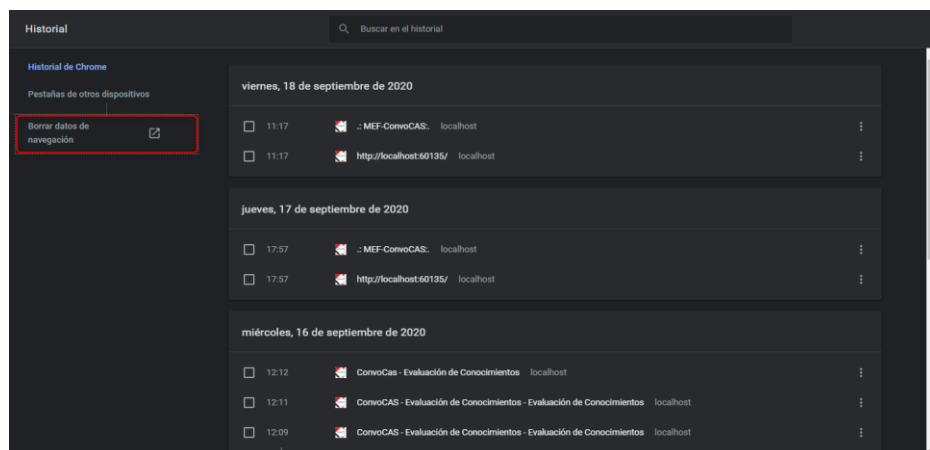 Historial
Buscar en el historial
Historial de Chrome
Pestañas de otros dispositivos
Borrar datos de
navegación
viernes, 18 de septiembre de 2020
11:17 .: MEF-ConvoCAS:. localhost
11:17 http://localhost:60135/ localhost
jueves, 17 de septiembre de 2020
17:57 .: MEF-ConvoCAS:. localhost
17:57 http://localhost:60135/ localhost
miércoles, 16 de septiembre de 2020
12:12 ConvoCas - Evaluación de Conocimientos localhost
12:11 ConvoCAS - Evaluación de Conocimientos - Evaluación de Conocimientos localhost
12:09 ConvoCAS - Evaluación de Conocimientos - Evaluación de Conocimientos localhost